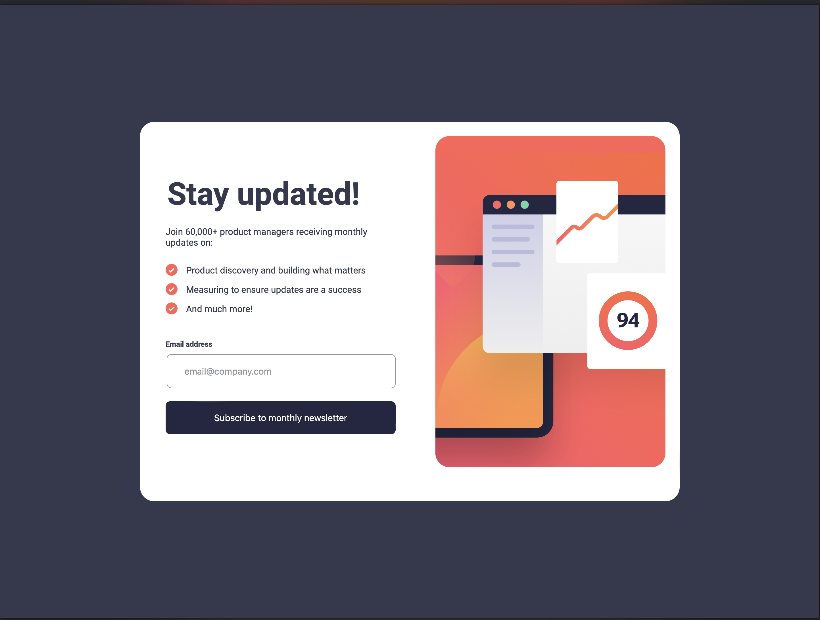 Stay updated!
Join 60,000+ product managers receiving monthly
updates on:
Product discovery and building what matters
Measuring to ensure updates are a success
And much more!
Email address
email@company.com
Subscribe to monthly newsletter
94